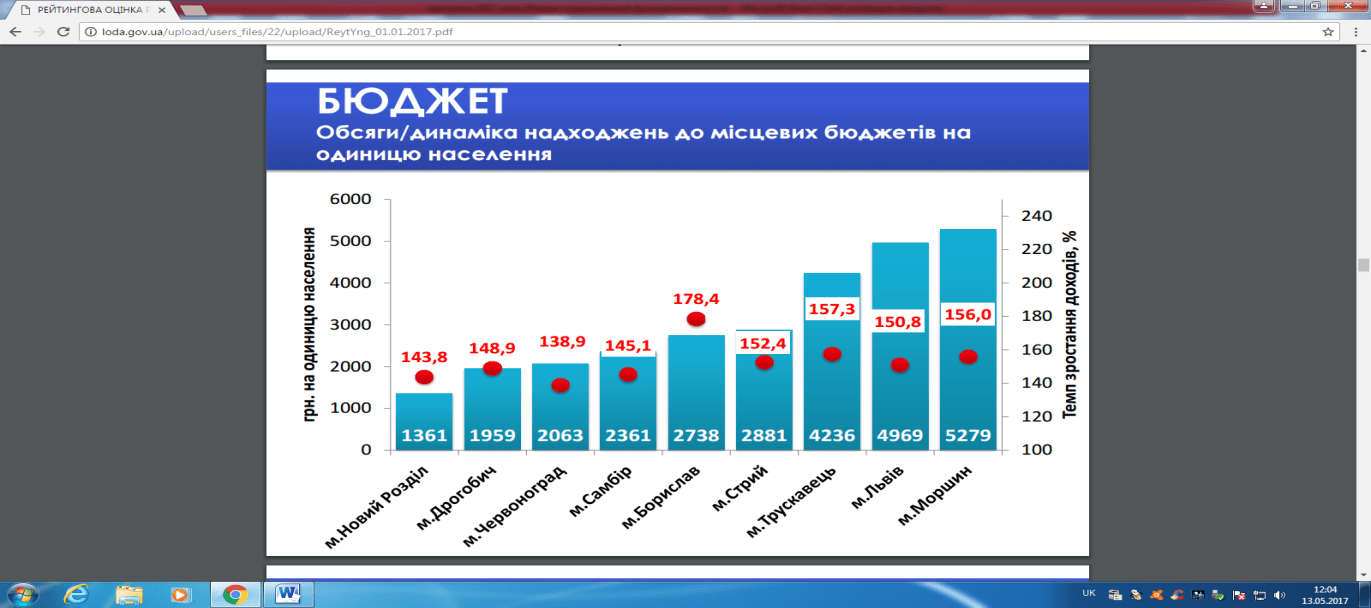 РЕЙТИНГОВА ОЦІНКА Р
loda.gov.ua/upload/users_files/22/upload/ReytYng_01.01.2017.pdf
БЮДЖЕТ
Обсяги/динаміка надходжень до місцевих бюджетів на
одиницю населення
грн. на одиницю населення
6000
5000
4000
3000
2000
1000
0
143,8
148,9
138,9
145,1
178,4
152,4
157,3
150,8
156,0
1361
1959
2063
2361
2738
2881
4236
4969
5279
240
220
200
180
160
140
120
100
Темп зростання доходів, %
м.Новий Розділ
м.Дрогобич
м.Червоноград
м.Самбір
м.Борислав
м.Стрий
м.Трускавець
м.Львів
м.Моршин
UK
12:04
13.05.2017